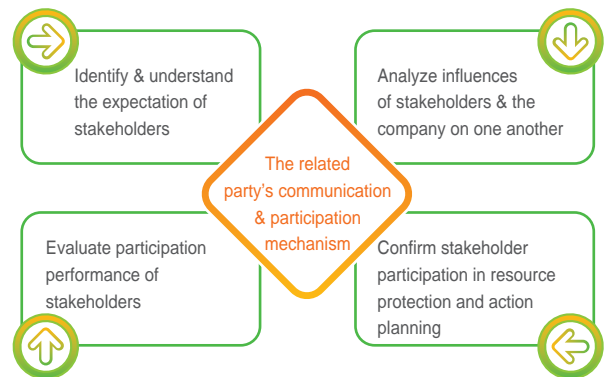 Identify & understand
the expectation of
stakeholders
Analyze influences
of stakeholders & the
company on one another
The related
party's communication
& participation
mechanism
Evaluate participation
performance of
stakeholders
Confirm stakeholder
participation in resource
protection and action
planning